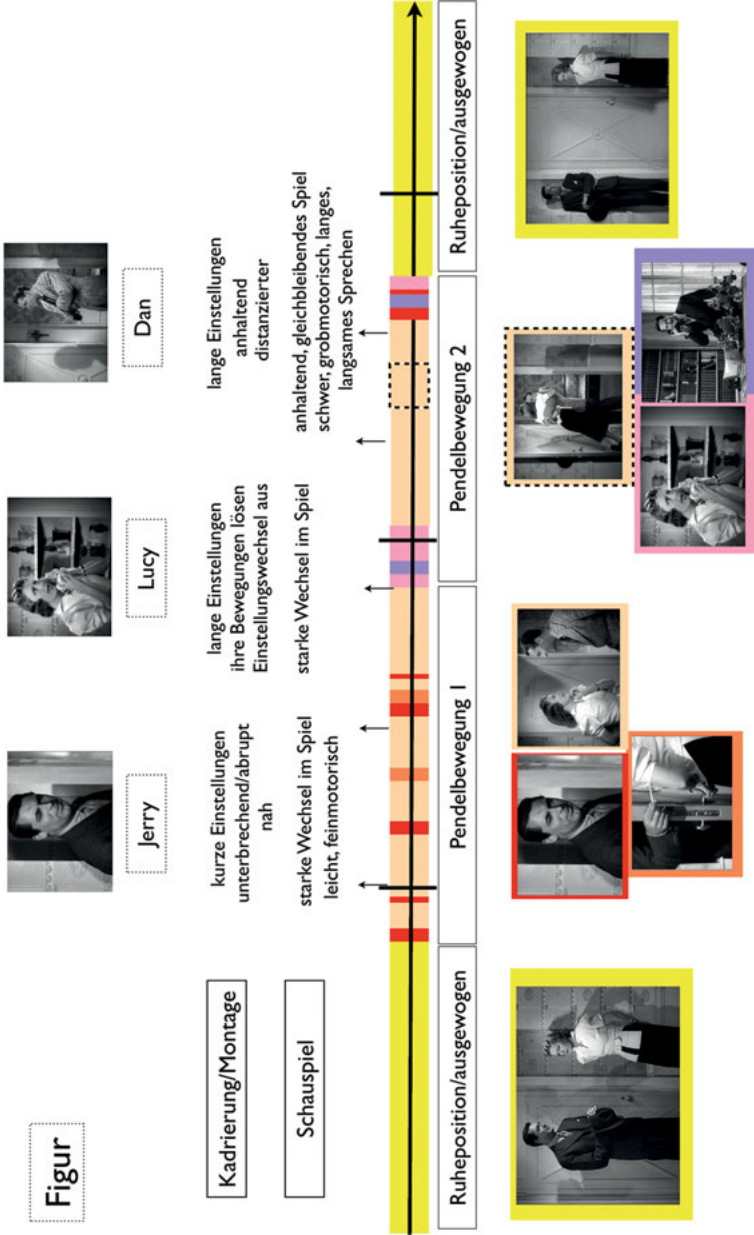 Figur
Jerry
Lucy
Dan
Kadrierung/Montage
kurze Einstellungen
unterbrechend/abrupt
nah
lange Einstellungen
ihre Bewegungen lösen
Einstellungswechsel aus
lange Einstellungen
anhaltend
distanzierter
Schauspiel
starke Wechsel im Spiel
leicht, feinmotorisch
starke Wechsel im Spiel
anhaltend, gleichbleibendes Spiel
schwer, grobmotorisch, langes,
langsames Sprechen
Ruheposition/ausgewogen
Pendelbewegung 1
Pendelbewegung 2
Ruheposition/ausgewogen